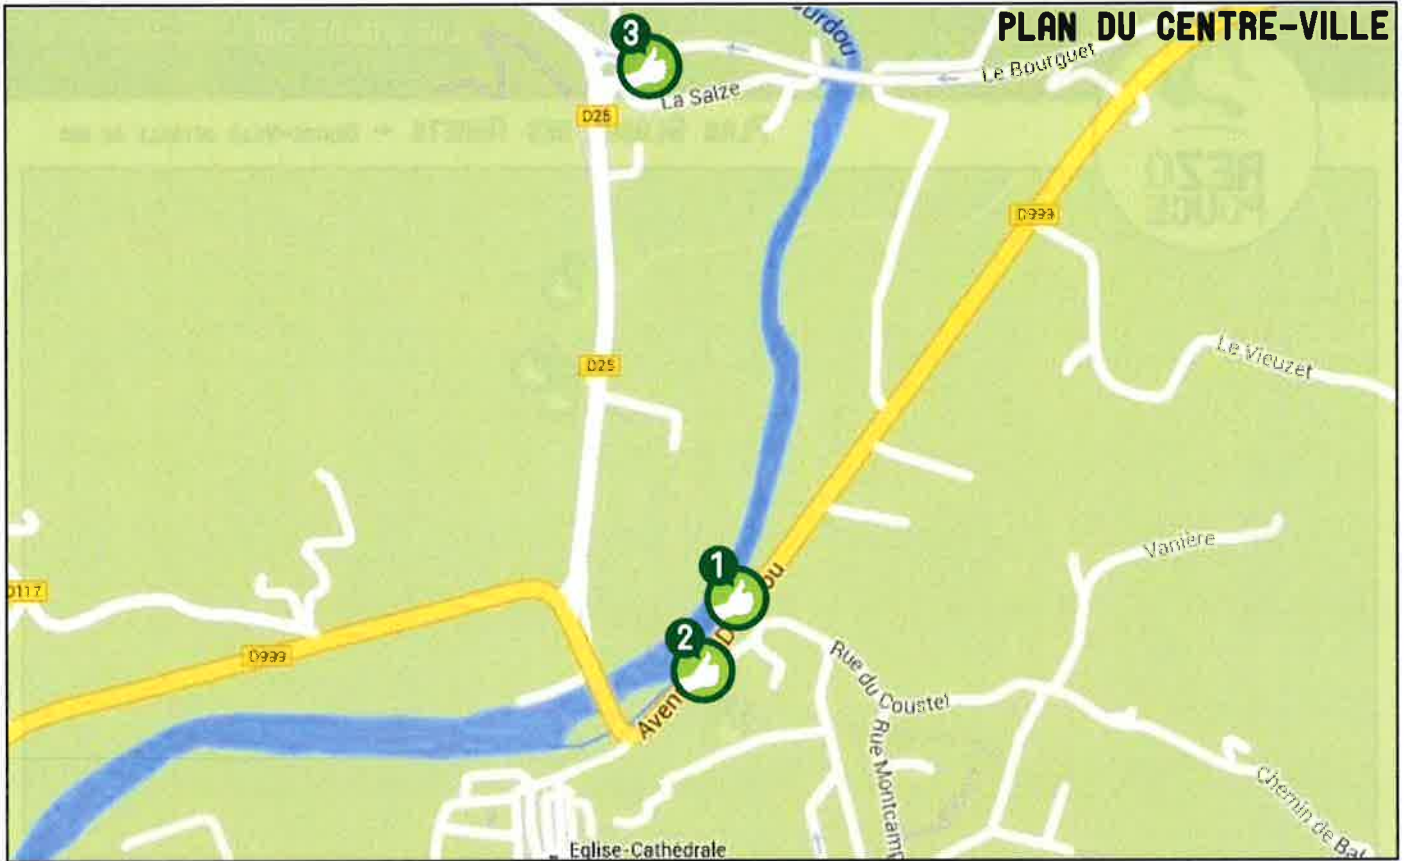 PLAN DU CENTRE-VILLE
3
Le Bourguet
La Salze
D25
D999
D25
Le Vieuzet
Vanière
1
D117
2
D999
Rue du Coustel
Aven
Rue Montcamp
Chemin de Bal
Eglise-Cathédrale